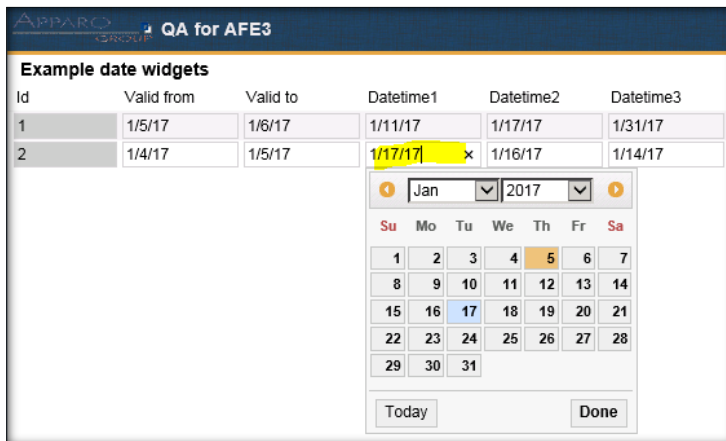 APPARO
GROUP
QA for AFE3
Example date widgets
Id Valid from Valid to Datetime1 Datetime2 Datetime3
1 1/5/17 1/6/17 1/11/17 1/17/17 1/31/17
2 1/4/17 1/5/17 1/17/17 × 1/16/17 1/14/17
Jan 2017
Su Mo Tu We Th Fr Sa
1 2 3 4 5 6 7
8 9 10 11 12 13 14
15 16 17 18 19 20 21
22 23 24 25 26 27 28
29 30 31
Today Done